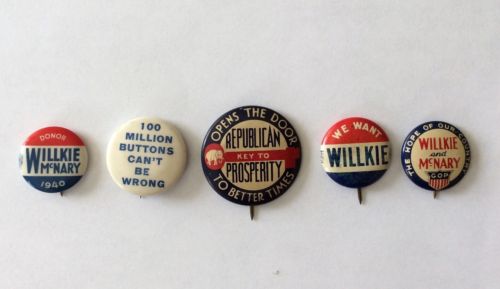 DONOR
WILLKIE
McNARY
1940
100
MILLION
BUTTONS
CAN'T
BE
WRONG
OPENS THE DOOR
REPUBLICAN
KEY TO
PROSPERITY
TO BETTER TIMES
WE WANT
WILLKIE
THE HOPE OF OUR COUNTRY
WILLKIE
and
McNARY
G.O.P.